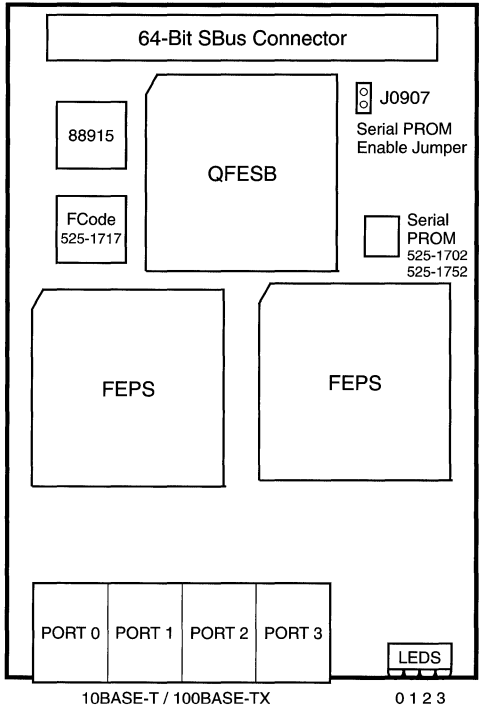 64-Bit SBus Connector
88915
QFESB
J0907
Serial PROM
Enable Jumper
FCode
525-1717
Serial
PROM
525-1702
525-1752
FEPS
FEPS
PORT 0
PORT 1
PORT 2
PORT 3
LEDS
10BASE-T / 100BASE-TX
0 1 2 3